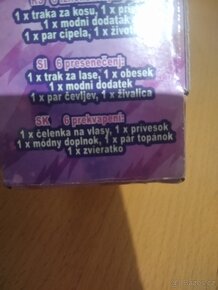 1 x traka za kosu, 1 x
1 x modni dodatak
1 x par cipela, 1 x
SI 6 presenečenj:
1 x trak za lase, 1 x obesek
1 x modni dodatek
1 x par čevljev, 1 x živalica
SK 6 prekvapení:
1 x čelenka na vlasy, 1 x prívesok
1 x módny doplnok, 1 x pár topánok
1 x zvieratko